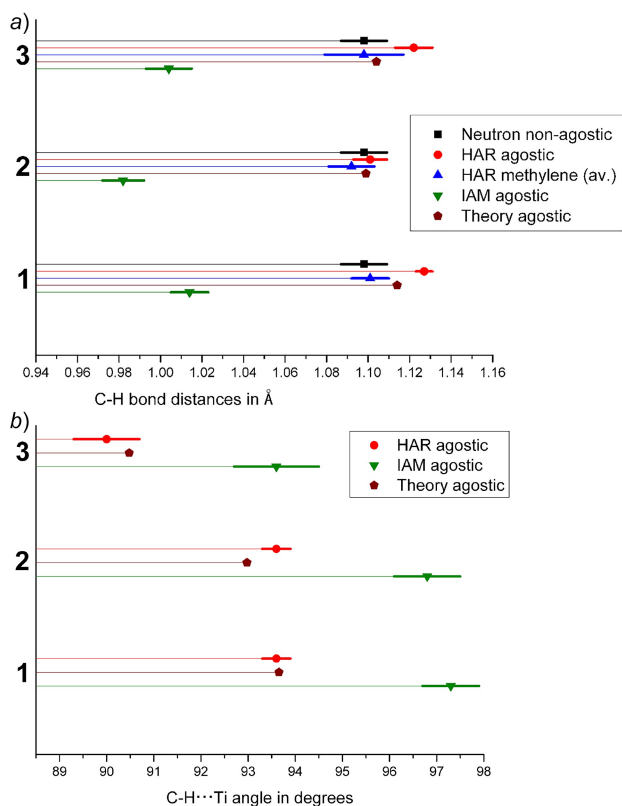 a)
3
2
1
Neutron non-agostic
HAR agostic
HAR methylene (av.)
IAM agostic
Theory agostic
0.94 0.96 0.98 1.00 1.02 1.04 1.06 1.08 1.10 1.12 1.14 1.16
C-H bond distances in Å
b)
3
2
1
HAR agostic
IAM agostic
Theory agostic
89 90 91 92 93 94 95 96 97 98
C-H···Ti angle in degrees